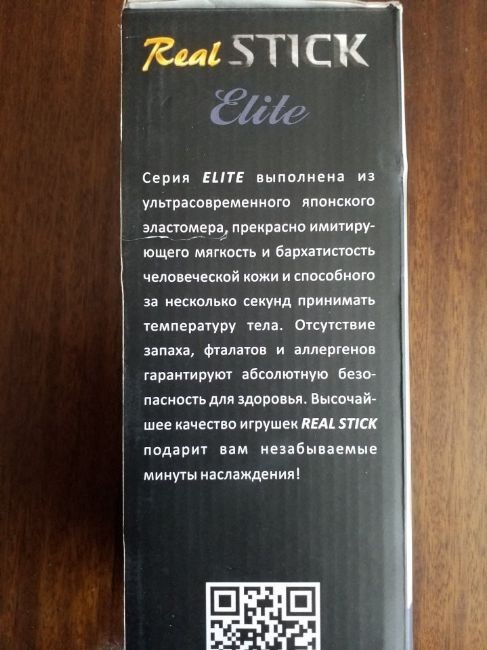 Real STICK
Elite
Серия ELITE выполнена из
ультрасовременного японского
эластомера, прекрасно имитиру-
ющего мягкость и бархатистость
человеческой кожи и способного
за несколько секунд принимать
температуру тела. Отсутствие
запаха, фталатов и аллергенов
гарантируют абсолютную безо-
пасность для здоровья. Высочай-
шее качество игрушек REAL STICK
подарит вам незабываемые
минуты наслаждения!